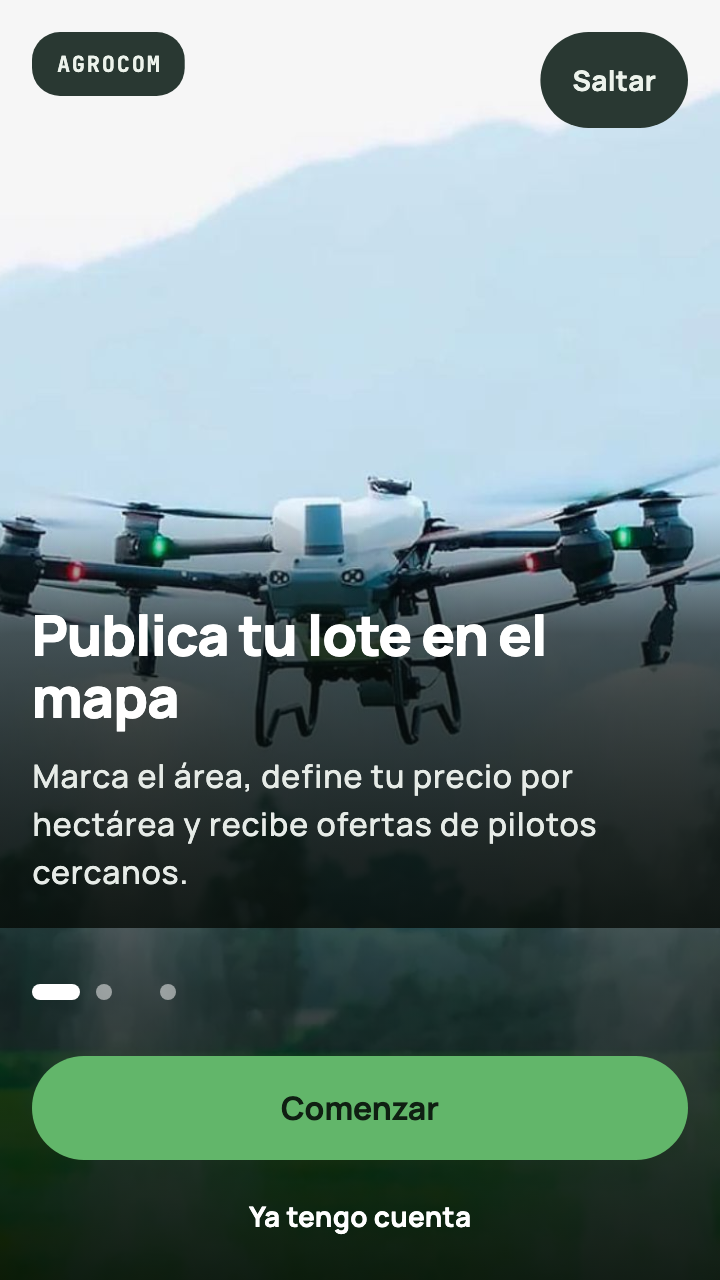 AGROCOM
Saltar
Publica tu lote en el
mapa
Marca el área, define tu precio por
hectárea y recibe ofertas de pilotos
cercanos.
Comenzar
Ya tengo cuenta